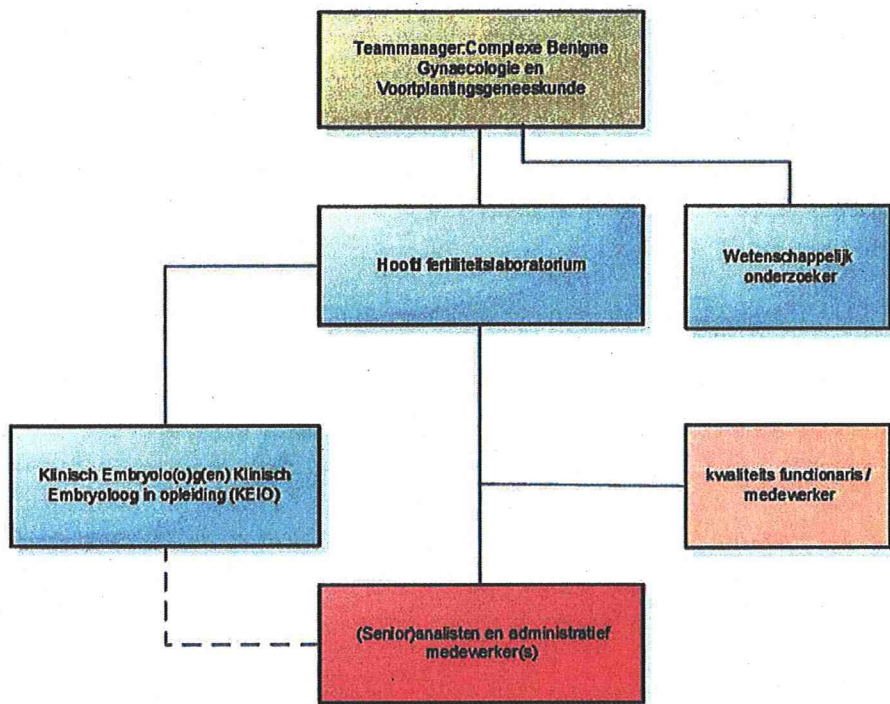 Teammanager.Complexe Benigne
Gynaecologie en
Voortplantingsgeneeskunde
Hoofd fertiliteitslaboratorium
Wetenschappelijk
onderzoeker
Klinisch Embryolo(o)g(en) Klinisch
Embryoloog in opleiding (KEIO)
kwaliteits functionaris /
medewerker
(Senior)analisten en administratief
medewerker(s)